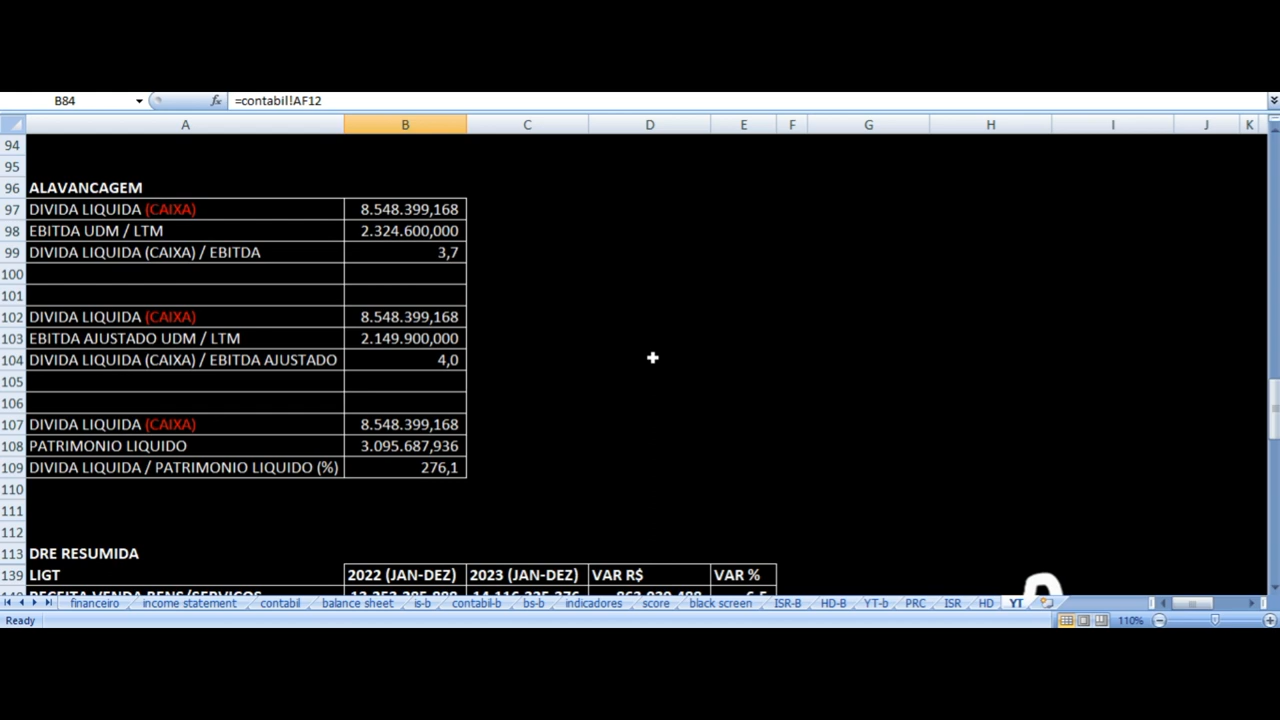 B84 fx =contabil!AF12
A B C D E F G H I J K
94
95
96 ALAVANCAGEM
97 DIVIDA LIQUIDA (CAIXA) 8.548.399,168
98 EBITDA UDM / LTM 2.324.600,000
99 DIVIDA LIQUIDA (CAIXA) / EBITDA 3,7
100
101
102 DIVIDA LIQUIDA (CAIXA) 8.548.399,168
103 EBITDA AJUSTADO UDM / LTM 2.149.900,000
104 DIVIDA LIQUIDA (CAIXA) / EBITDA AJUSTADO 4,0
105
106
107 DIVIDA LIQUIDA (CAIXA) 8.548.399,168
108 PATRIMONIO LIQUIDO 3.095.687,936
109 DIVIDA LIQUIDA / PATRIMONIO LIQUIDO (%) 276,1
110
111
112
113 DRE RESUMIDA
139 LIGT 2022 (JAN-DEZ) 2023 (JAN-DEZ) VAR R$ VAR %
financeiro income statement contabil balance sheet is-b contabil-b bs-b indicadores score black screen ISR-B HD-B YT-b PRC ISR HD YT
Ready 110%